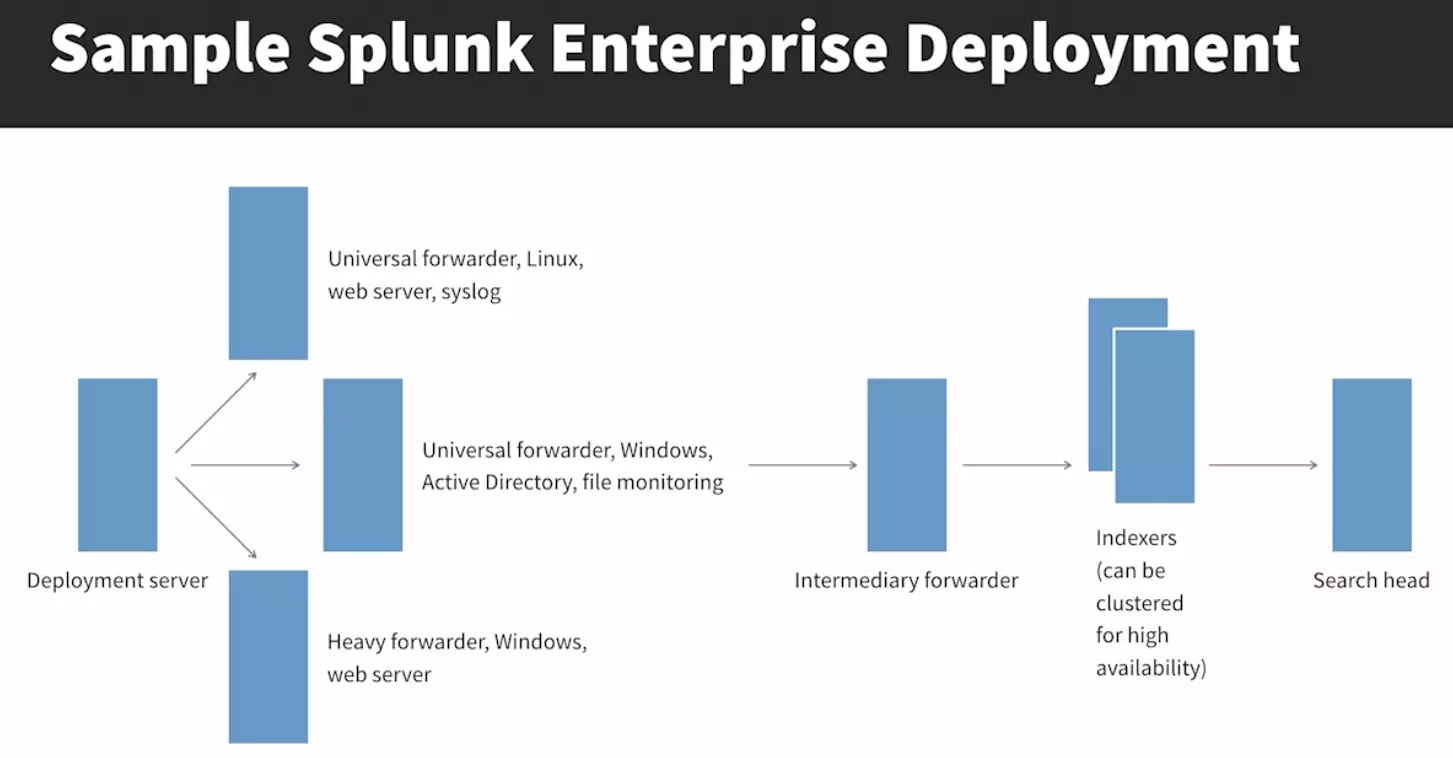 Sample Splunk Enterprise Deployment
Universal forwarder, Linux,
web server, syslog
Universal forwarder, Windows,
Active Directory, file monitoring
Deployment server
Heavy forwarder, Windows,
web server
Intermediary forwarder
Indexers
(can be
clustered
for high
availability)
Search head